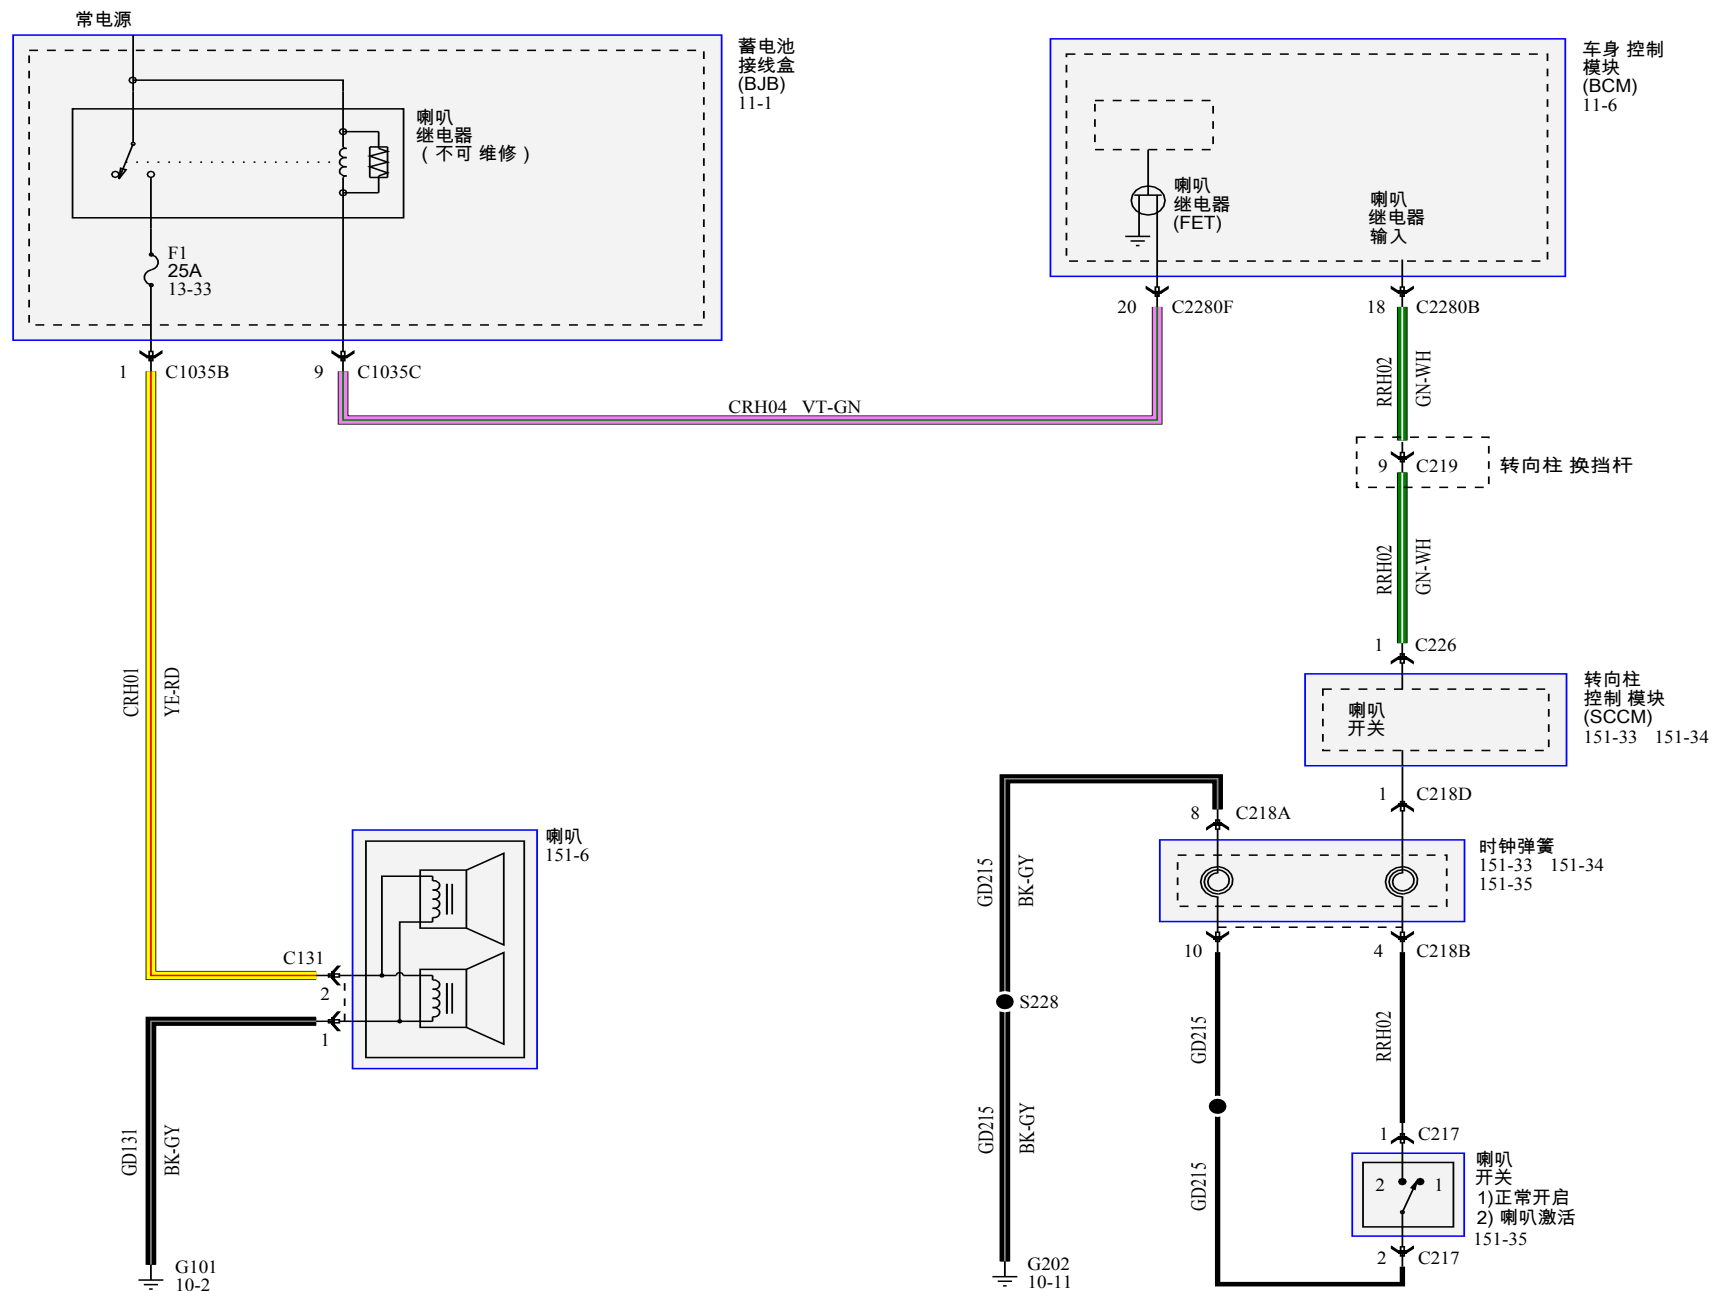 常电源
蓄电池
接线盒
(BJB)
11-1
喇叭
继电器
（ 不可 维修 ）
F1
25A
13-33
1
C1035B
9
C1035C
车身 控制
模块
(BCM)
11-6
喇叭
继电器
(FET)
喇叭
继电器
输入
20
C2280F
18
C2280B
CRH04 VT-GN
RRH02
GN-WH
9
C219
转向柱 换挡杆
RRH02
GN-WH
1
C226
转向柱
控制 模块
(SCCM)
151-33 151-34
喇叭
开关
CRH01
YE-RD
1
C218D
8
C218A
时钟弹簧
151-33 151-34
151-35
喇叭
151-6
GD215
BK-GY
10
4
C218B
C131
2
1
S228
GD215
RRH02
GD131
BK-GY
GD215
BK-GY
GD215
1
C217
2
1
喇叭
开关
1)正常开启
2) 喇叭激活
151-35
2
C217
G101
10-2
G202
10-11